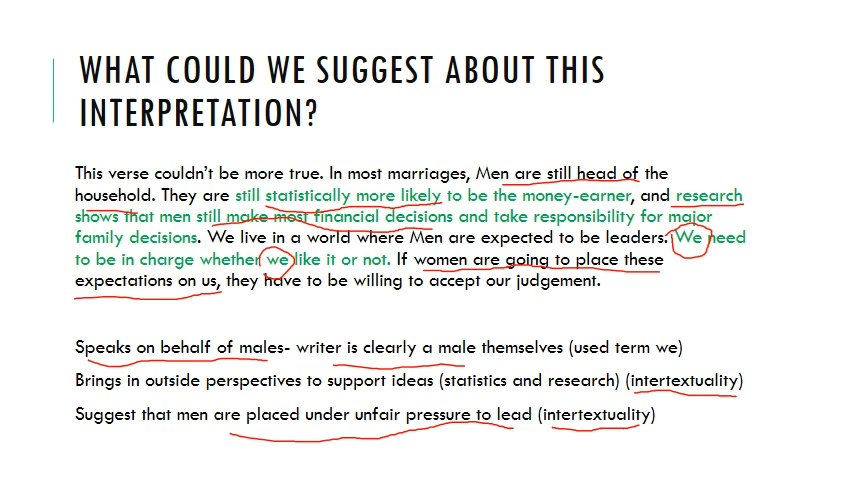 WHAT COULD WE SUGGEST ABOUT THIS
INTERPRETATION?
This verse couldn't be more true. In most marriages, Men are still head of the
household. They are still statistically more likely to be the money-earner, and research
shows that men still make most financial decisions and take responsibility for major
family decisions. We live in a world where Men are expected to be leaders. We need
to be in charge whether we like it or not. If women are going to place these
expectations on us, they have to be willing to accept our judgement.
Speaks on behalf of males- writer is clearly a male themselves (used term we)
Brings in outside perspectives to support ideas (statistics and research) (intertextuality)
Suggest that men are placed under unfair pressure to lead (intertextuality)